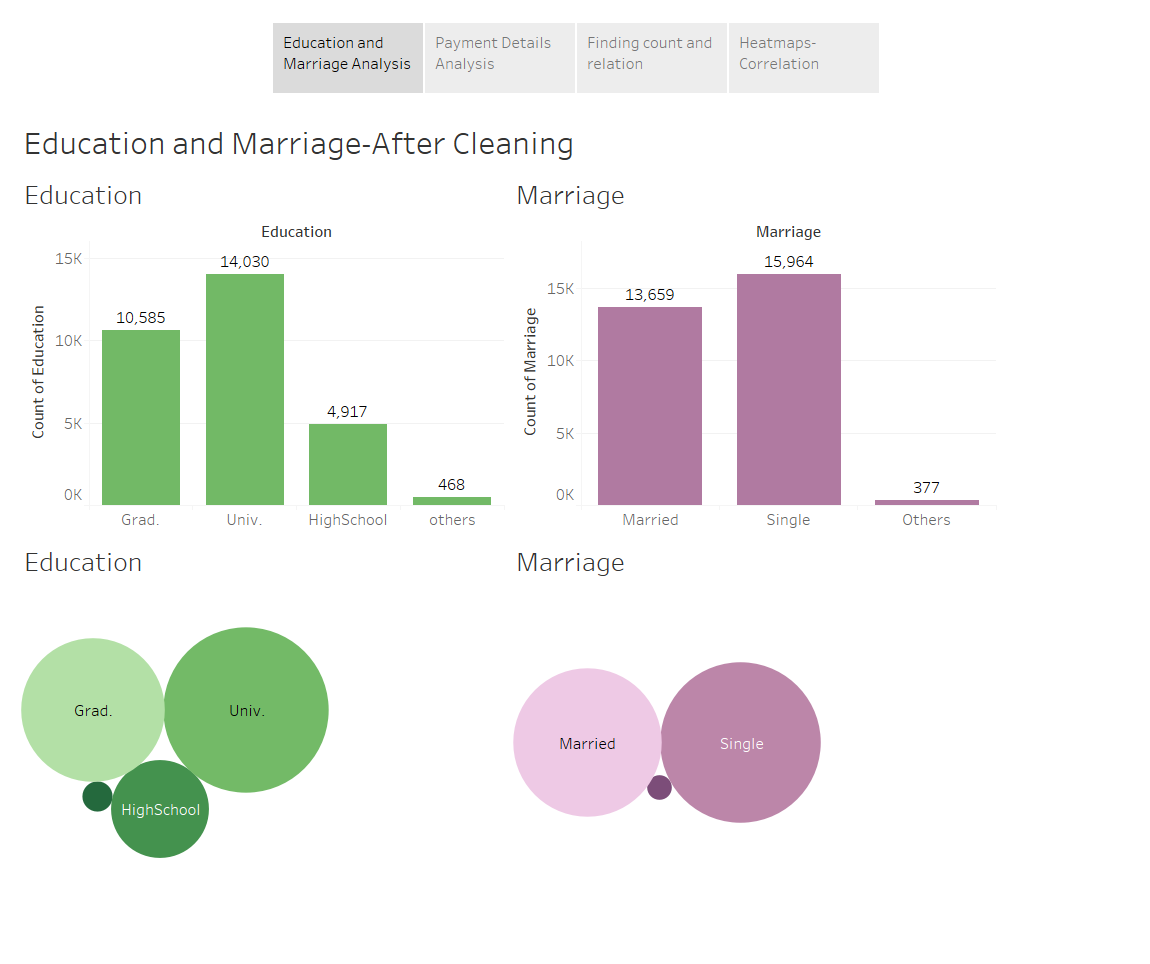 Education and
Marriage Analysis
Payment Details
Analysis
Finding count and
relation
Heatmaps-
Correlation
Education and Marriage-After Cleaning
Education
Education
Count of Education
15K
10K
5K
0K
10,585
14,030
4,917
468
Grad.
Univ.
HighSchool
others
Marriage
Marriage
Count of Marriage
15K
10K
5K
0K
13,659
15,964
377
Married
Single
Others
Education
Grad.
Univ.
HighSchool
Marriage
Married
Single